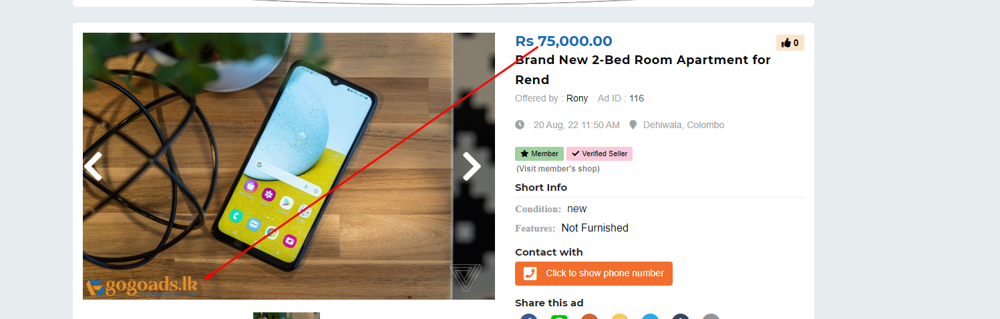 Rs 75,000.00
0
Brand New 2-Bed Room Apartment for
Rend
Offered by : Rony Ad ID : 116
20 Aug, 22 11:50 AM Dehiwala, Colombo
Member Verified Seller
(Visit member's shop)
Short Info
Condition: new
Features: Not Furnished
Contact with
Click to show phone number
Share this ad
gogoads.lk